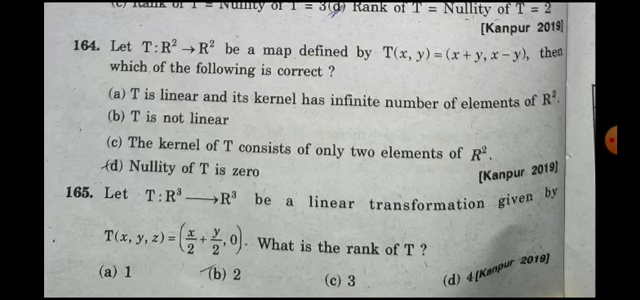 (c) Rank of T = Nullity of T = 3 (d) Rank of T = Nullity of T = 2
[Kanpur 2019]
164. Let T : R² → R² be a map defined by T(x, y) = (x + y, x − y), then
which of the following is correct ?
(a) T is linear and its kernel has infinite number of elements of R².
(b) T is not linear
(c) The kernel of T consists of only two elements of R².
(d) Nullity of T is zero [Kanpur 2019]
165. Let T : R³ ⟶ R³ be a linear transformation given by
T(x, y, z) = (x/2 + y/2, 0). What is the rank of T ?
(a) 1 (b) 2 (c) 3 (d) 4 [Kanpur 2019]